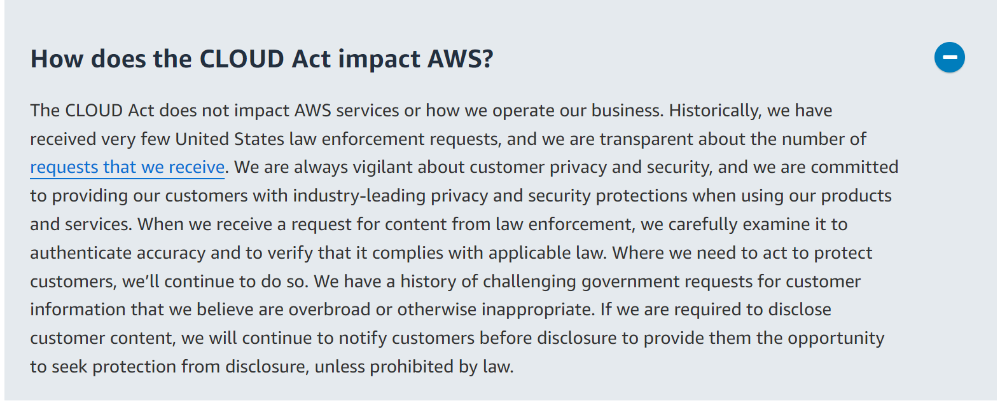 How does the CLOUD Act impact AWS?
The CLOUD Act does not impact AWS services or how we operate our business. Historically, we have
received very few United States law enforcement requests, and we are transparent about the number of
requests that we receive. We are always vigilant about customer privacy and security, and we are committed
to providing our customers with industry-leading privacy and security protections when using our products
and services. When we receive a request for content from law enforcement, we carefully examine it to
authenticate accuracy and to verify that it complies with applicable law. Where we need to act to protect
customers, we’ll continue to do so. We have a history of challenging government requests for customer
information that we believe are overbroad or otherwise inappropriate. If we are required to disclose
customer content, we will continue to notify customers before disclosure to provide them the opportunity
to seek protection from disclosure, unless prohibited by law.